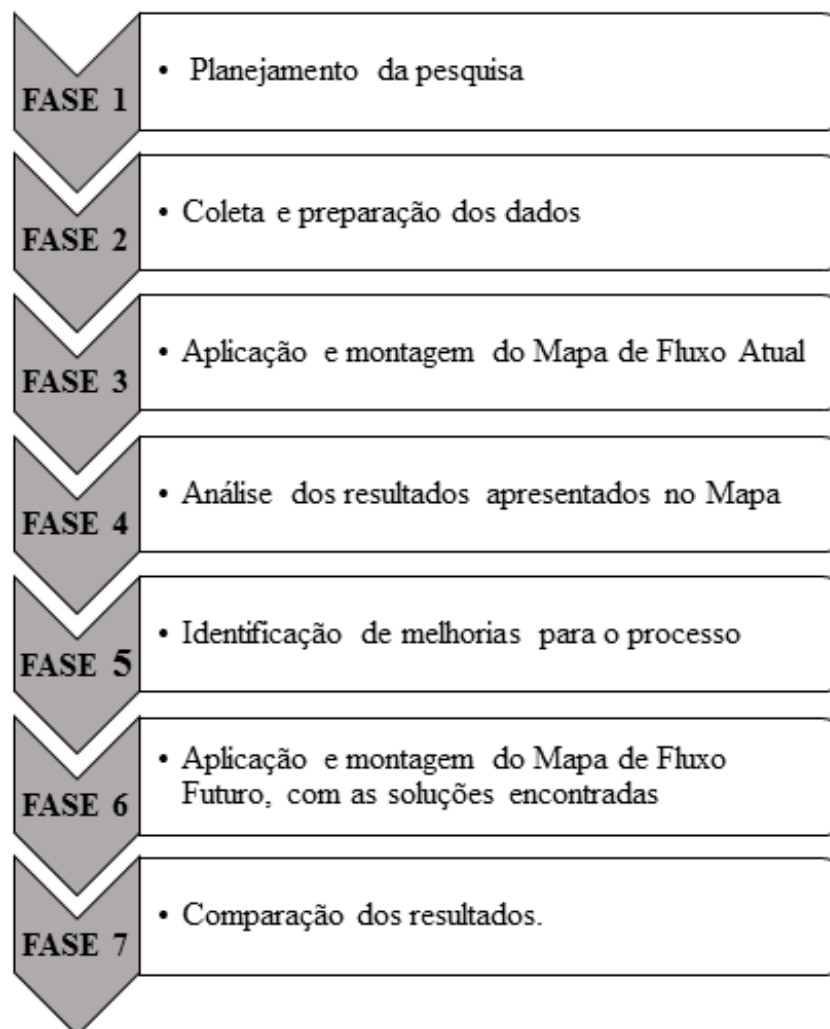 FASE 1
• Planejamento da pesquisa
FASE 2
• Coleta e preparação dos dados
FASE 3
• Aplicação e montagem do Mapa de Fluxo Atual
FASE 4
• Análise dos resultados apresentados no Mapa
FASE 5
• Identificação de melhorias para o processo
FASE 6
• Aplicação e montagem do Mapa de Fluxo
Futuro, com as soluções encontradas
FASE 7
• Comparação dos resultados.